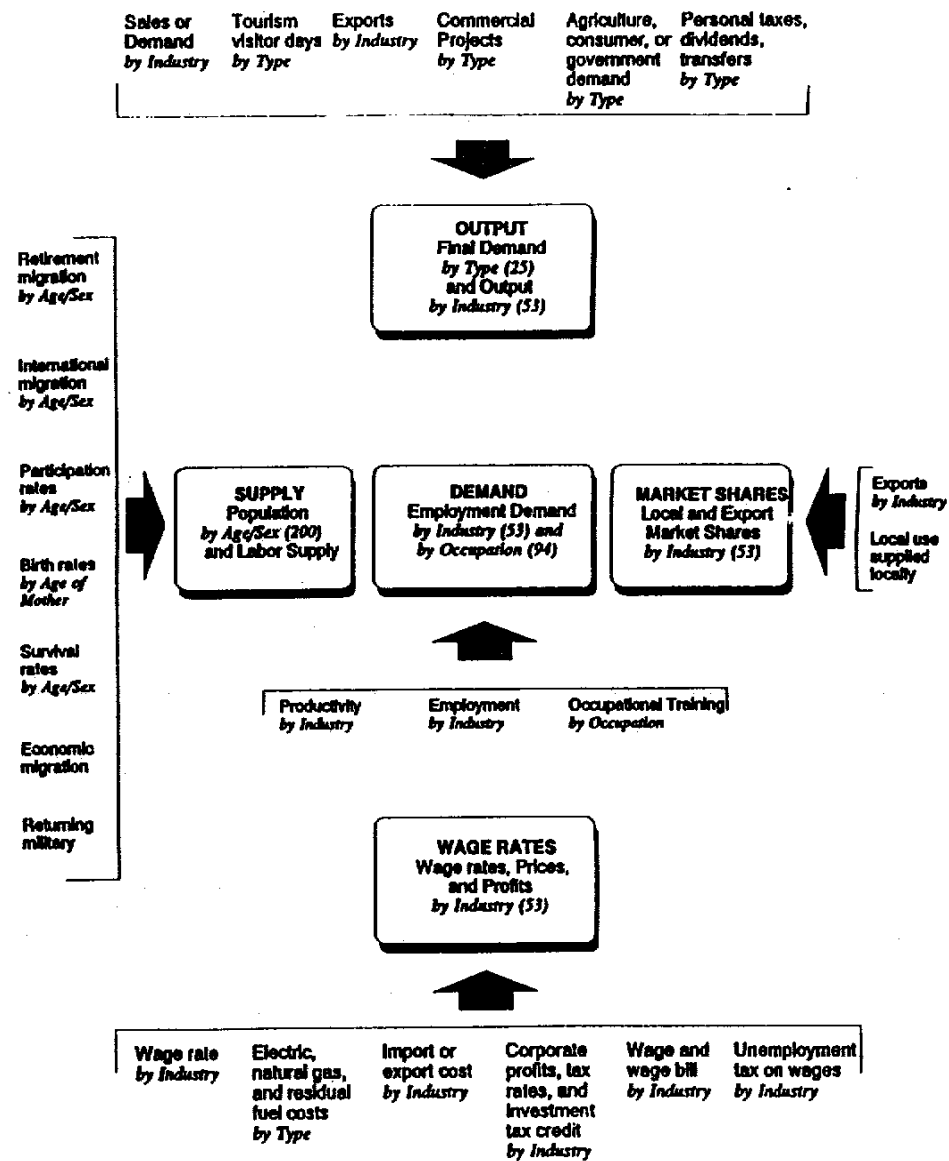 Sales or
Demand
by Industry
Tourism
visitor days
by Type
Exports
by Industry
Commercial
Projects
by Type
Agriculture,
consumer, or
government
demand
by Type
Personal taxes,
dividends,
transfers
by Type
OUTPUT
Final Demand
by Type (25)
and Output
by Industry (53)
Retirement
migration
by Age/Sex
International
migration
by Age/Sex
Participation
rates
by Age/Sex
Birth rates
by Age of
Mother
Survival
rates
by Age/Sex
Economic
migration
Returning
military
SUPPLY
Population
by Age/Sex (200)
and Labor Supply
DEMAND
Employment Demand
by Industry (53) and
by Occupation (94)
MARKET SHARES
Local and Export
Market Shares
by Industry (53)
Exports
by Industry
Local use
supplied
locally
Productivity
by Industry
Employment
by Industry
Occupational Training
by Occupation
WAGE RATES
Wage rates, Prices,
and Profits
by Industry (53)
Wage rate
by Industry
Electric,
natural gas,
and residual
fuel costs
by Type
Import or
export cost
by Industry
Corporate
profits, tax
rates, and
investment
tax credit
by Industry
Wage and
wage bill
by Industry
Unemployment
tax on wages
by Industry